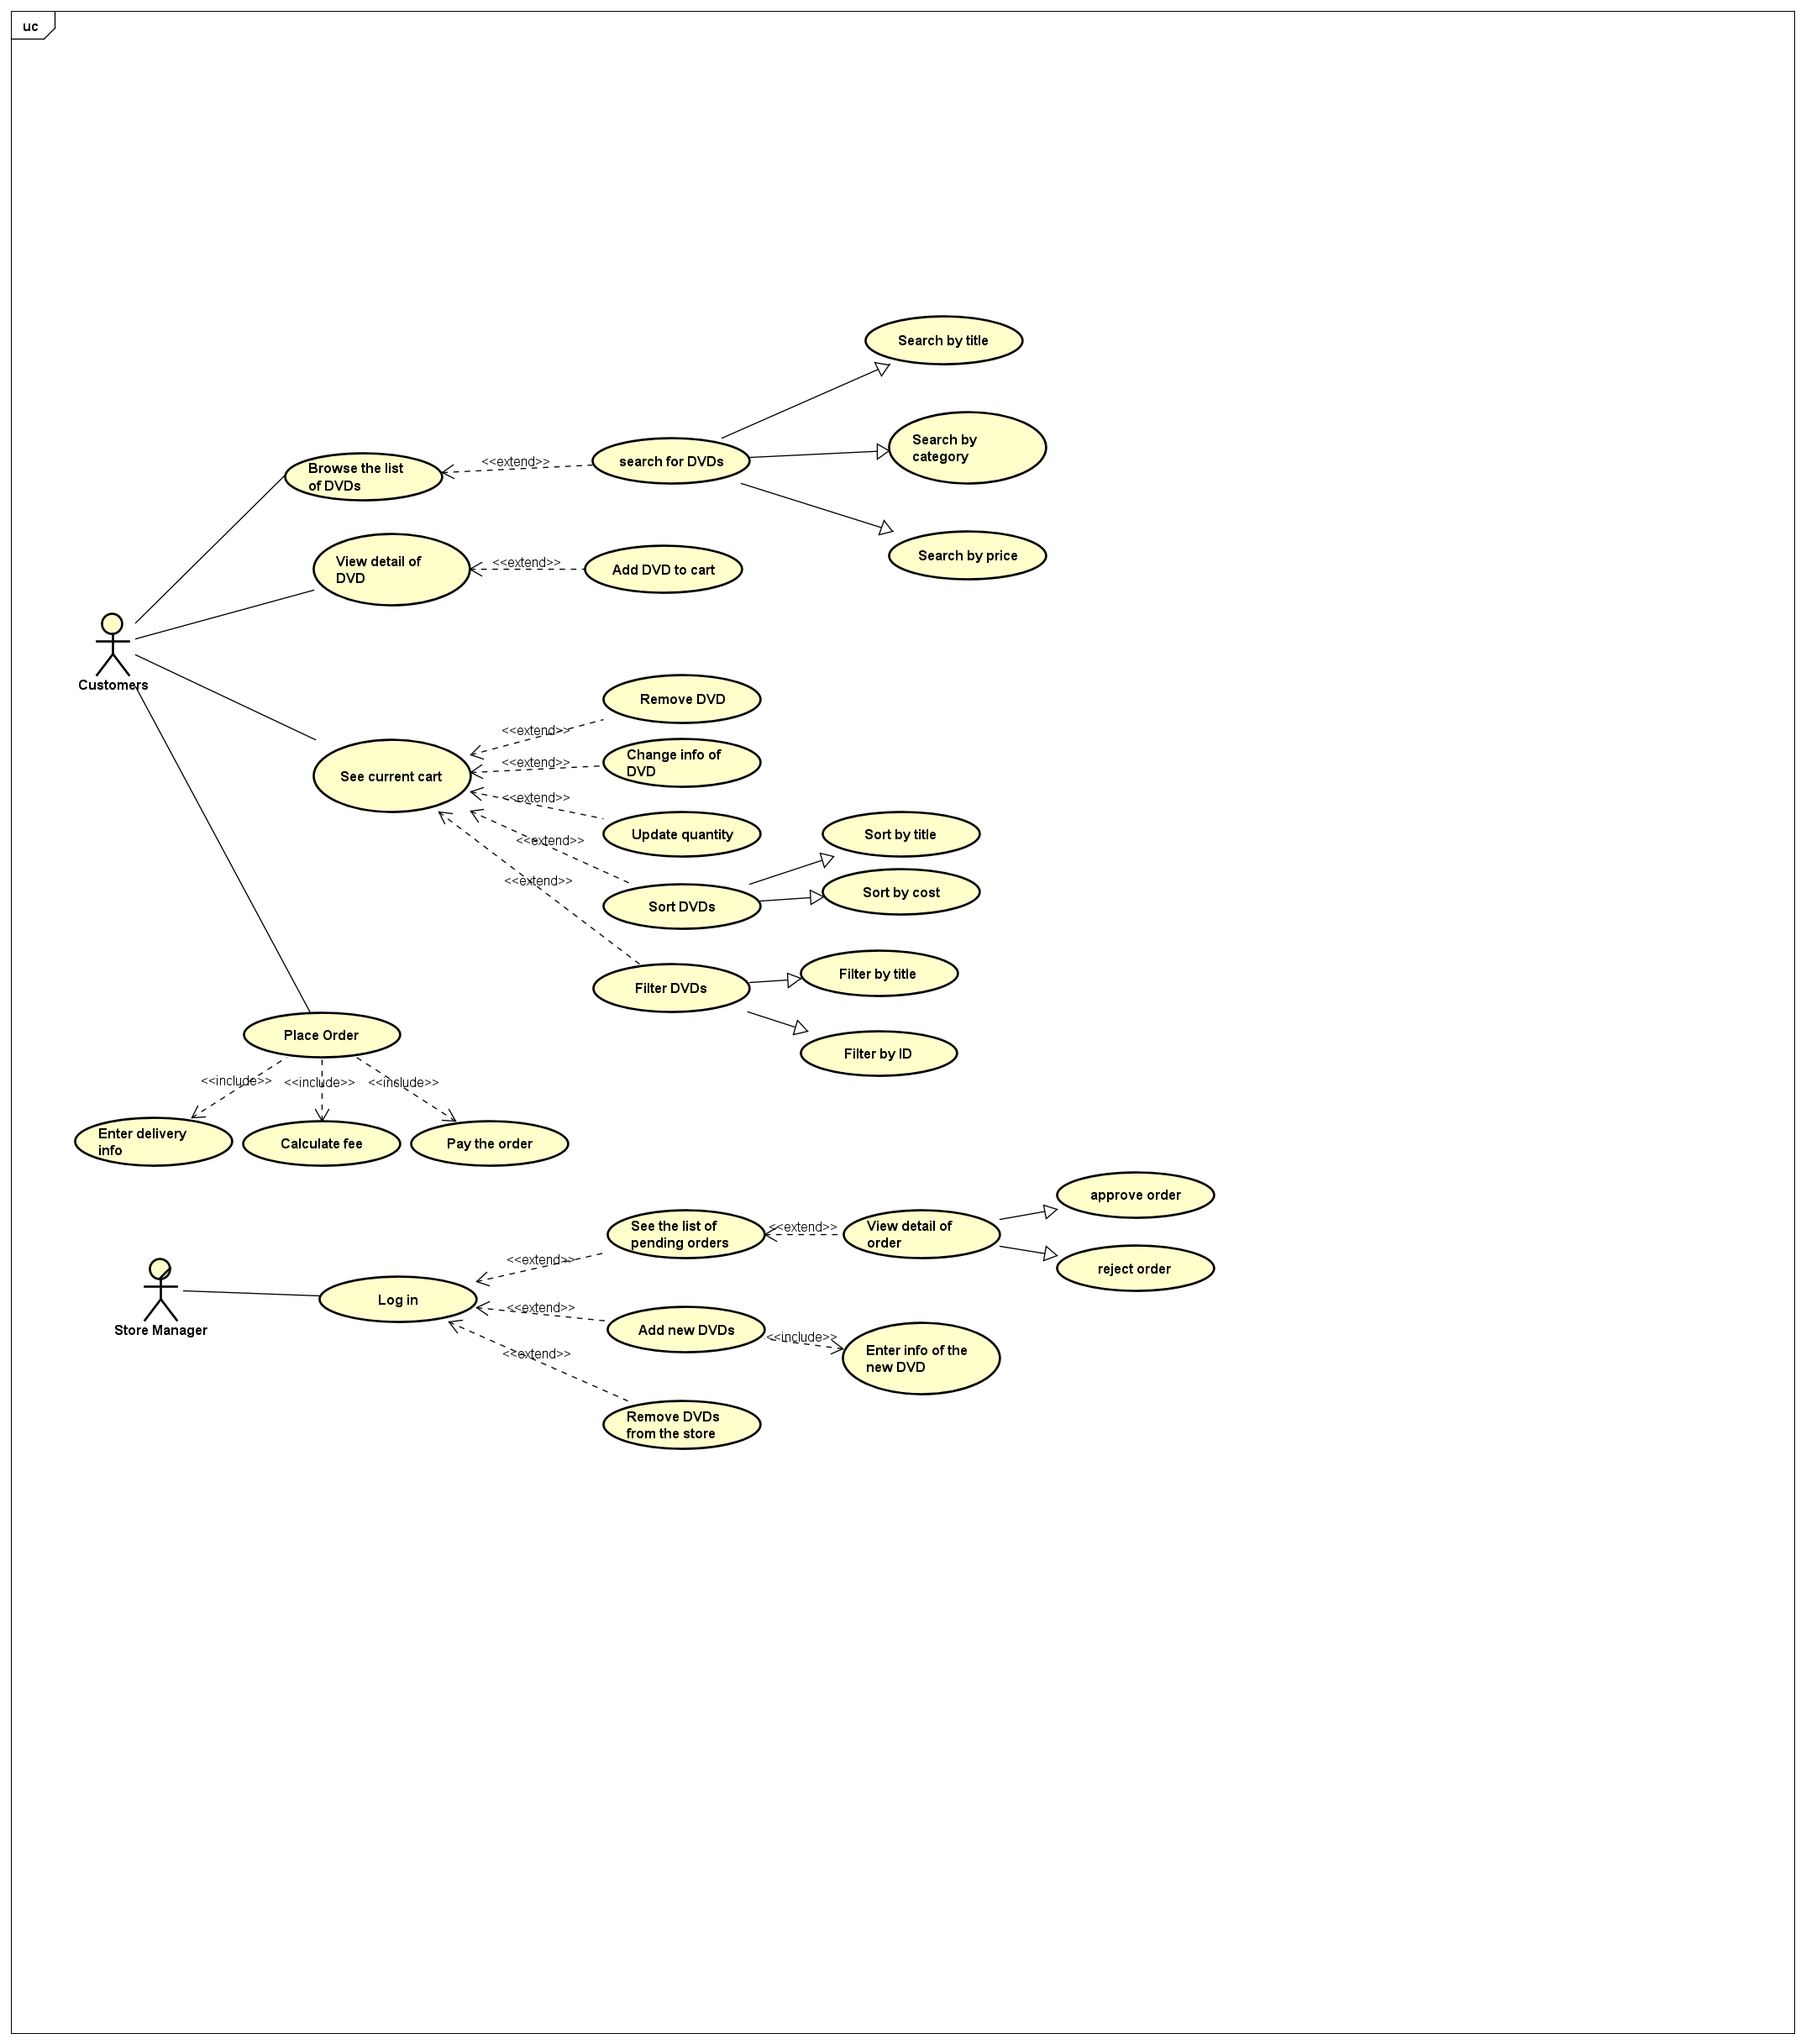 uc
Search by title
Search by
category
Browse the list
of DVDs
<<extend>>
search for DVDs
Search by price
View detail of
DVD
<<extend>>
Add DVD to cart
Customers
Remove DVD
<<extend>>
Change info of
DVD
<<extend>>
See current cart
<<extend>>
Update quantity
Sort by title
<<extend>>
Sort by cost
<<extend>>
Sort DVDs
Filter by title
Filter DVDs
Place Order
Filter by ID
<<include>>
<<include>>
<<include>>
Enter delivery
info
Calculate fee
Pay the order
approve order
See the list of
pending orders
<<extend>>
View detail of
order
reject order
<<extend>>
Log in
<<extend>>
Store Manager
Add new DVDs
<<include>>
Enter info of the
new DVD
<<extend>>
Remove DVDs
from the store